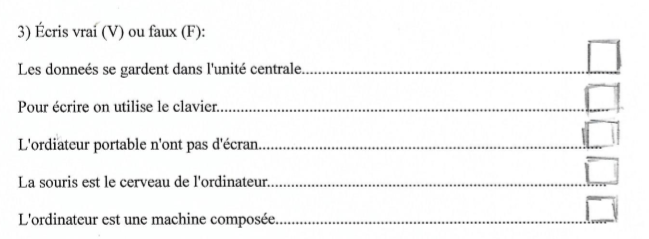 3) Écris vrai (V) ou faux (F):
Les donneés se gardent dans l'unité centrale..............................................................................
Pour écrire on utilise le clavier....................................................................................................
L'ordiateur portable n'ont pas d'écran..........................................................................................
La souris est le cerveau de l'ordinateur........................................................................................
L'ordinateur est une machine composée......................................................................................